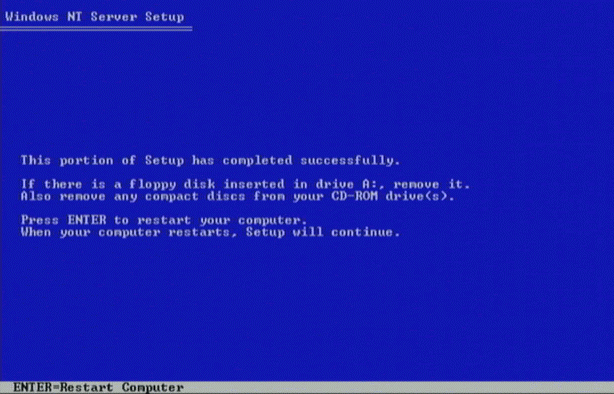 Windows NT Server Setup
This portion of Setup has completed successfully.
If there is a floppy disk inserted in drive A:, remove it.
Also remove any compact discs from your CD-ROM drive(s).
Press ENTER to restart your computer.
When your computer restarts, Setup will continue.
ENTER=Restart Computer